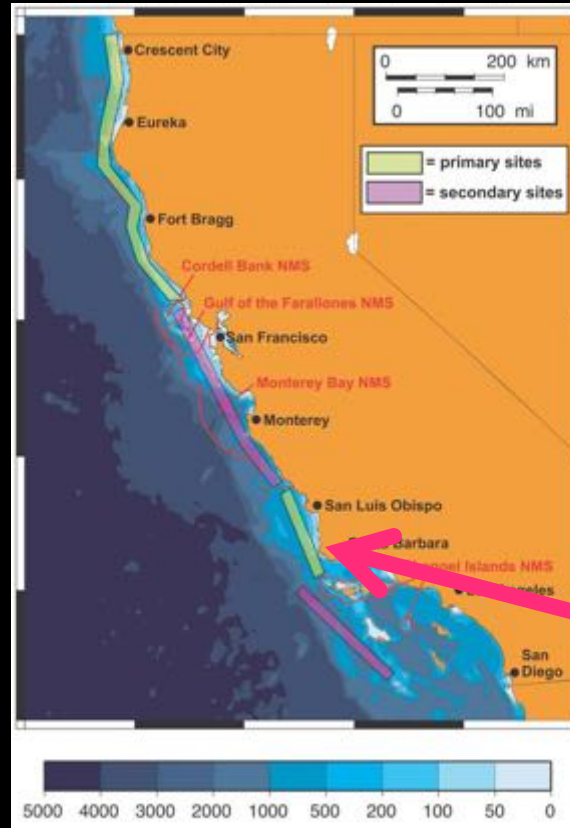 Crescent City
0 200 km
0 100 mi
Eureka
= primary sites
= secondary sites
Fort Bragg
Cordell Bank NMS
Gulf of the Farallones NMS
San Francisco
Monterey Bay NMS
Monterey
San Luis Obispo
Barbara
Islands NMS
San
Diego
5000 4000 3000 2000 1000 500 200 100 50 0